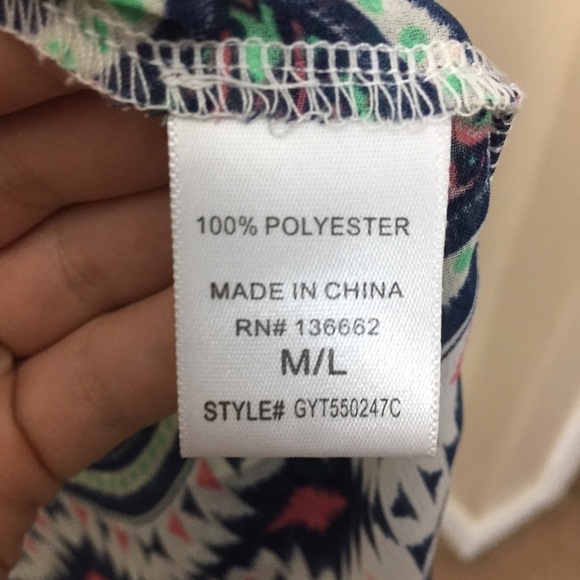 100% POLYESTER
MADE IN CHINA
RN# 136662
M/L
STYLE# GYT550247C